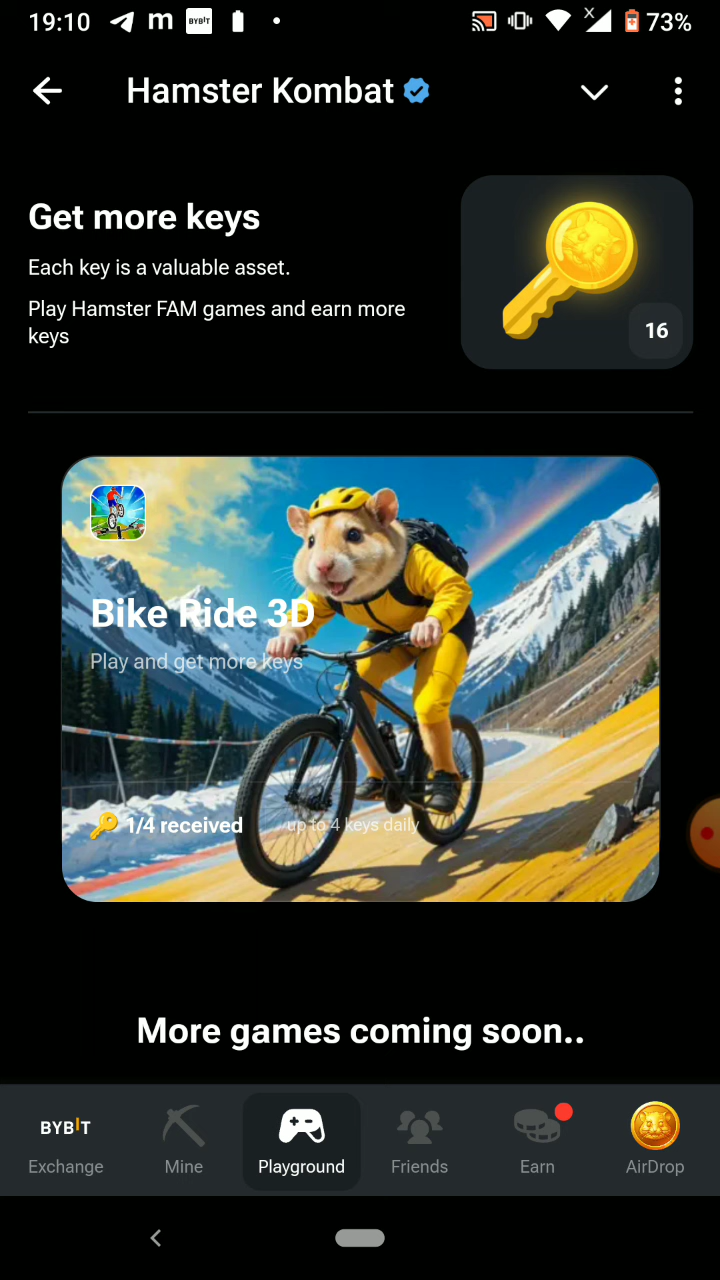 19:10 m BYBIT X 73%
Hamster Kombat
Get more keys
Each key is a valuable asset.
Play Hamster FAM games and earn more
keys
16
Bike Ride 3D
Play and get more keys
1/4 received up to 4 keys daily
More games coming soon..
BYBIT
Exchange Mine Playground Friends Earn AirDrop